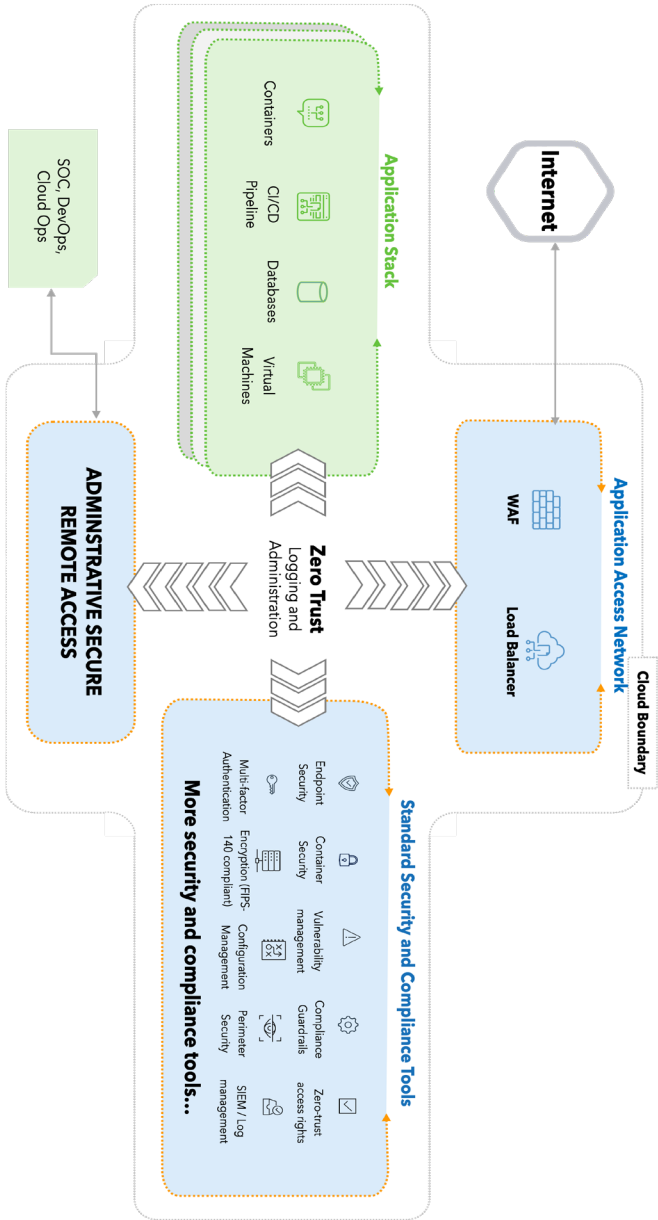 Internet
Application Access Network
Cloud Boundary
WAF
Load Balancer
Application Stack
Containers
CI/CD
Pipeline
Databases
Virtual
Machines
Zero Trust
Logging and
Administration
Standard Security and Compliance Tools
Endpoint
Security
Container
Security
Vulnerability
management
Compliance
Guardrails
Zero-trust
access rights
Multi-factor
Authentication
Encryption (FIPS-
140 compliant)
Configuration
Management
Perimeter
Security
SIEM / Log
management
More security and compliance tools...
SOC, DevOps,
Cloud Ops
ADMINSTRATIVE SECURE
REMOTE ACCESS